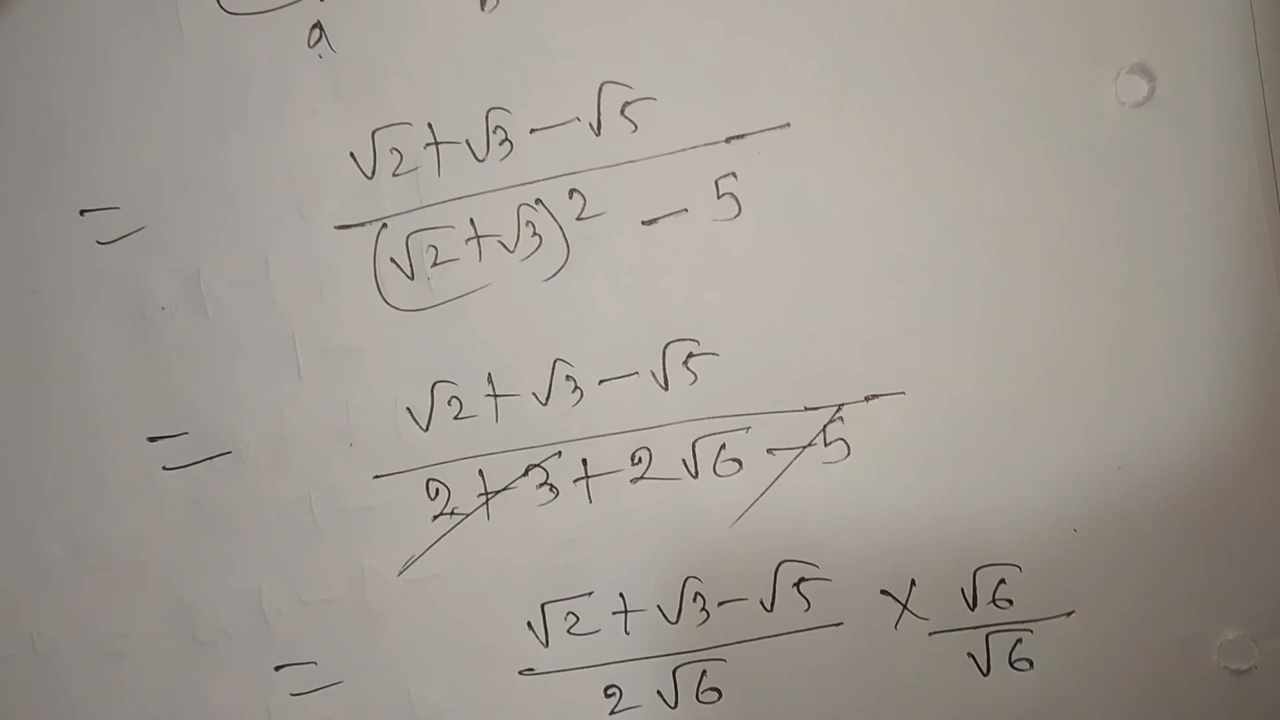 a
= (√2+√3-√5)/((√2+√3)² - 5)
= (√2+√3-√5)/(2+3+2√6-5)
= (√2+√3-√5)/(2√6) × √6/√6